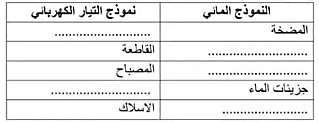 النموذج المائي	نموذج التيار الكهربائي
المضخة	............................
............................	القاطعة
............................	المصباح
جزيئات الماء	............................
............................	الاسلاك